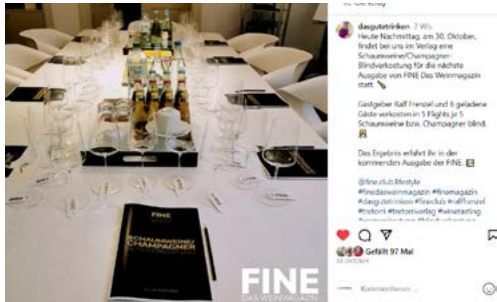 FINE
SCHAUMWEINE/
CHAMPAGNER
FINE
DAS WEINMAGAZIN
dasgutetrinken 2 Wo.
Heute Nachmittag, am 30. Oktober,
findet bei uns im Verlag eine
Schaumweine/Champagner-
Blindverkostung für die nächste
Ausgabe von FINE Das Weinmagazin
statt.
Gastgeber Ralf Frenzel und 6 geladene
Gäste verkosten in 5 Flights je 5
Schaumweine bzw. Champagner blind.
Das Ergebnis erfahrt ihr in der
kommenden Ausgabe der FINE.
@fine.club.lifestyle
#finedasweinmagazin #finemagazin
#dasgutetrinken #fineclub #ralffrenzel
#tretorri #tretorriverlag #winetasting
Gefällt 97 Mal
30. OKTOBER
Kommentieren ...